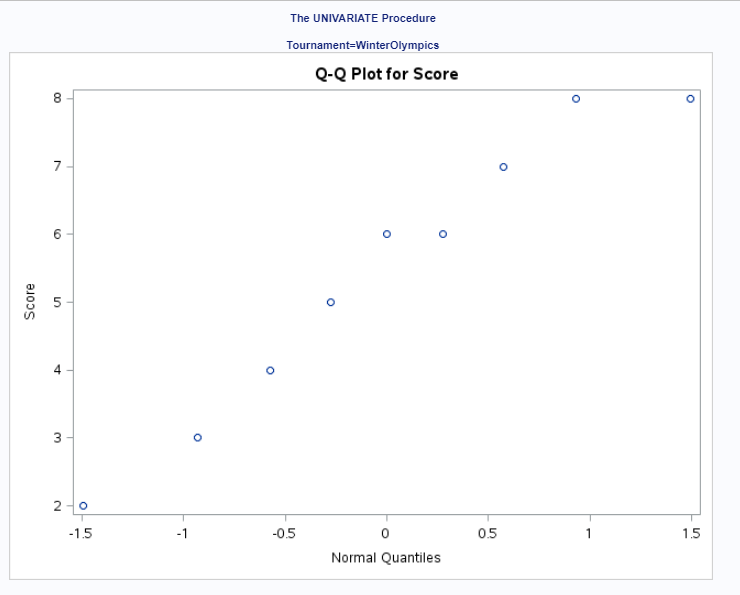 The UNIVARIATE Procedure
Tournament=WinterOlympics
Q-Q Plot for Score
8
7
6
5
4
3
2
Score
-1.5 -1 -0.5 0 0.5 1 1.5
Normal Quantiles